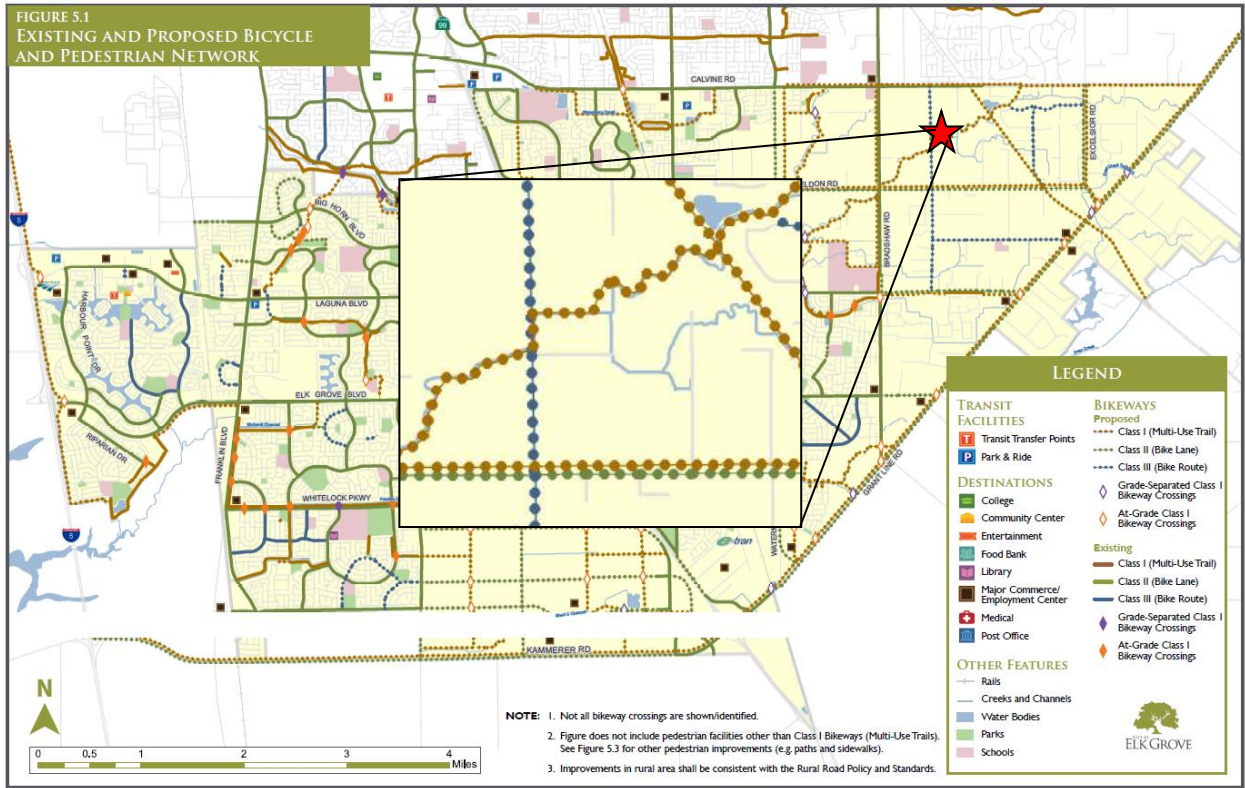 FIGURE 5.1
EXISTING AND PROPOSED BICYCLE
AND PEDESTRIAN NETWORK
99
CALVINE RD
EXCELSIOR RD
ELDON RD
BRADSHAW RD
BIG HORN BLVD
5
LAGUNA BLVD
HARBOUR POINT DR
ELK GROVE BLVD
RIPARIAN DR
FRANKLIN BLVD
GRANT LINE RD
WHITELOCK PKWY
e-tran
WATERM
5
KAMMERER RD
LEGEND
TRANSIT
FACILITIES
T Transit Transfer Points
P Park & Ride
DESTINATIONS
College
Community Center
Entertainment
Food Bank
Library
Major Commerce/
Employment Center
Medical
Post Office
OTHER FEATURES
Rails
Creeks and Channels
Water Bodies
Parks
Schools
BIKEWAYS
Proposed
Class I (Multi-Use Trail)
Class II (Bike Lane)
Class III (Bike Route)
Grade-Separated Class I
Bikeway Crossings
At-Grade Class I
Bikeway Crossings
Existing
Class I (Multi-Use Trail)
Class II (Bike Lane)
Class III (Bike Route)
Grade-Separated Class I
Bikeway Crossings
At-Grade Class I
Bikeway Crossings
CITY OF
ELK GROVE
N
0 0.5 1 2 3 4
Miles
NOTE: 1. Not all bikeway crossings are shown/identified.
2. Figure does not include pedestrian facilities other than Class I Bikeways (Multi-Use Trails).
See Figure 5.3 for other pedestrian improvements (e.g. paths and sidewalks).
3. Improvements in rural area shall be consistent with the Rural Road Policy and Standards.